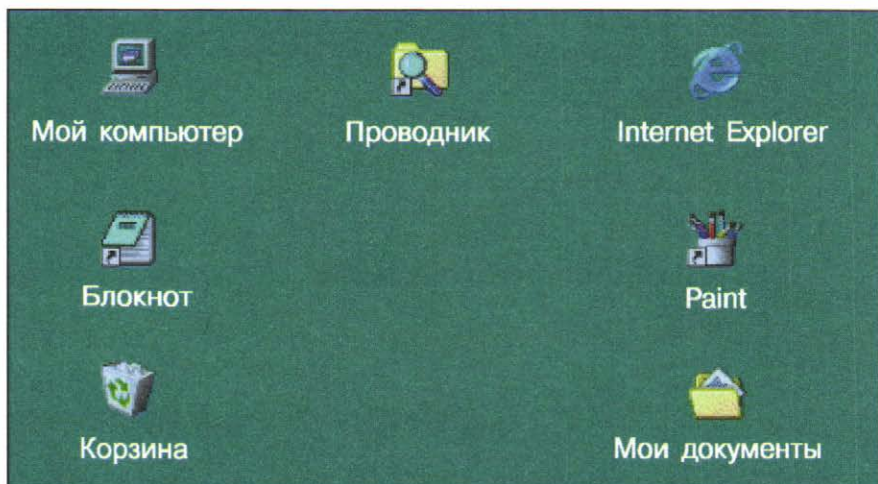 Мой компьютер
Проводник
Internet Explorer
Блокнот
Paint
Корзина
Мои документы